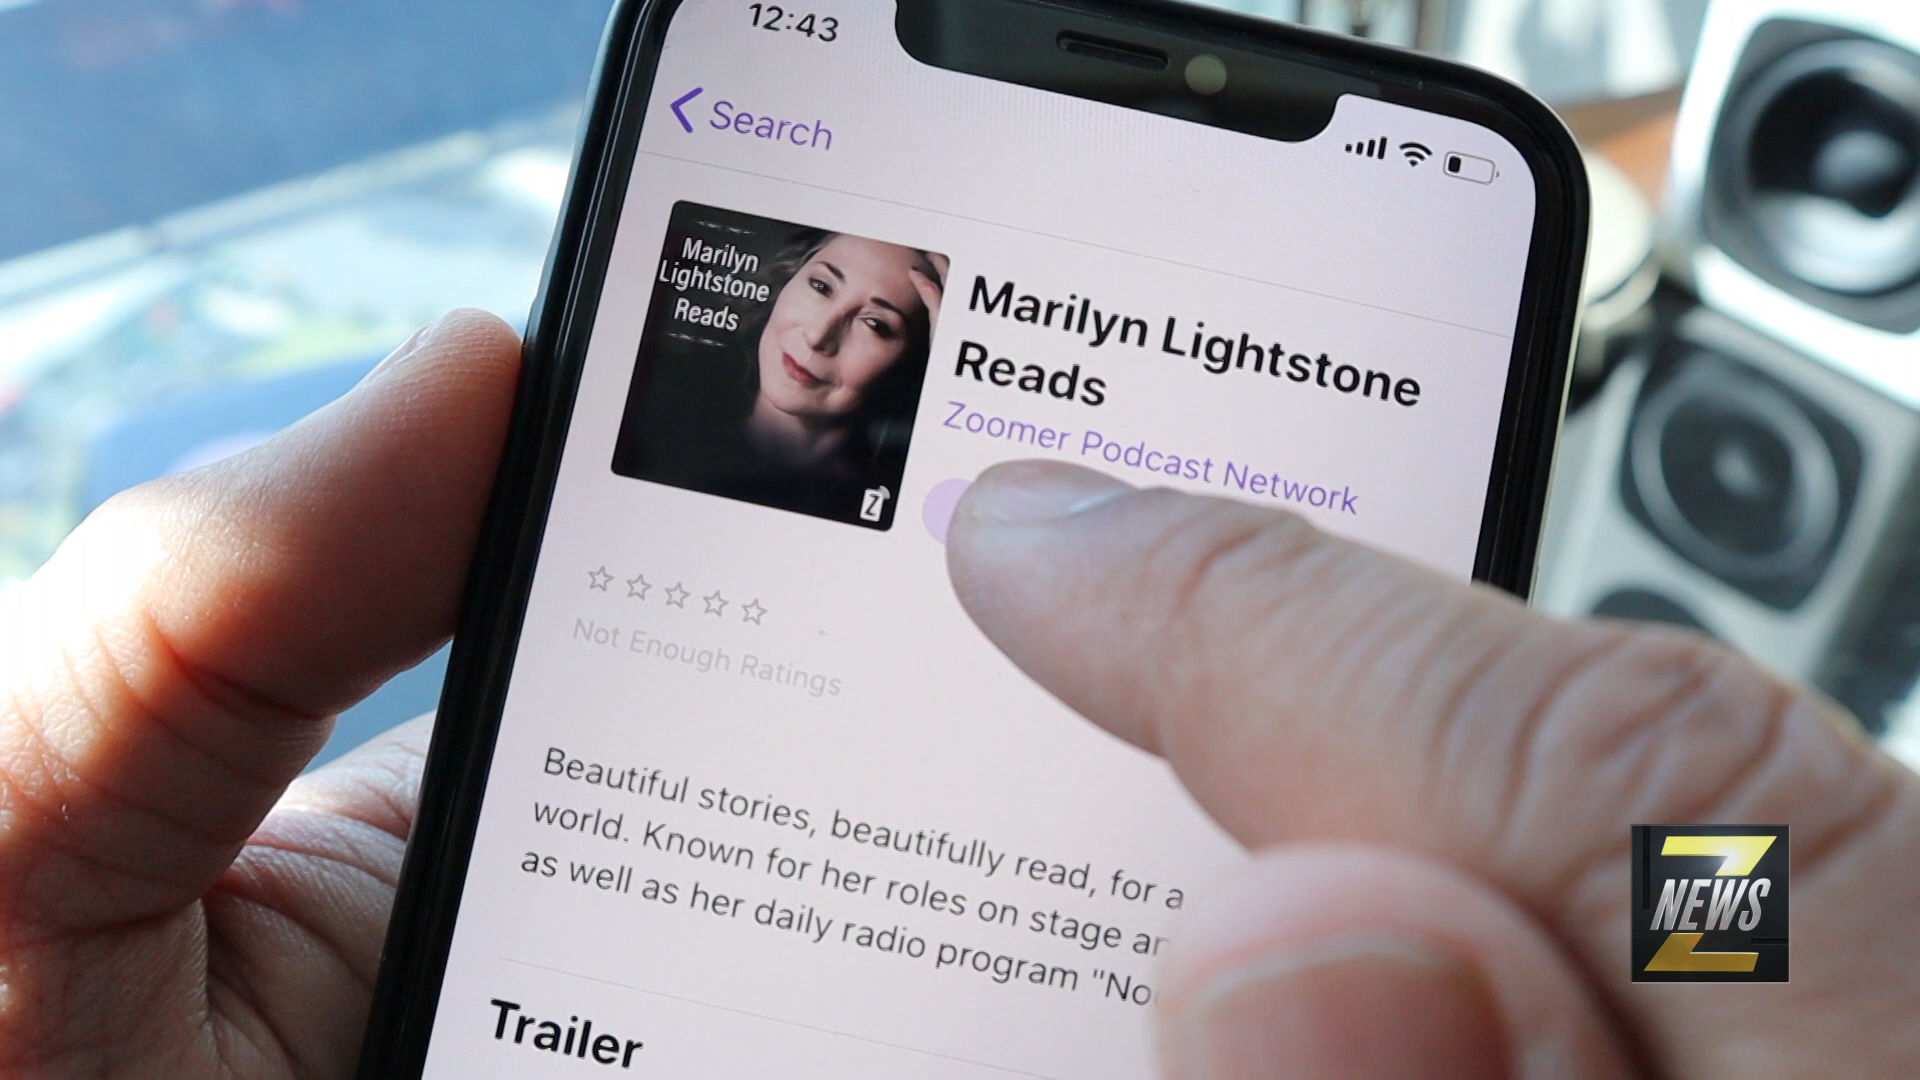 12:43
Search
Marilyn
Lightstone
Reads
Z
Marilyn Lightstone
Reads
Zoomer Podcast Network
Not Enough Ratings
Beautiful stories, beautifully read, for a
world. Known for her roles on stage
as well as her daily radio program
Trailer
Z
NEWS